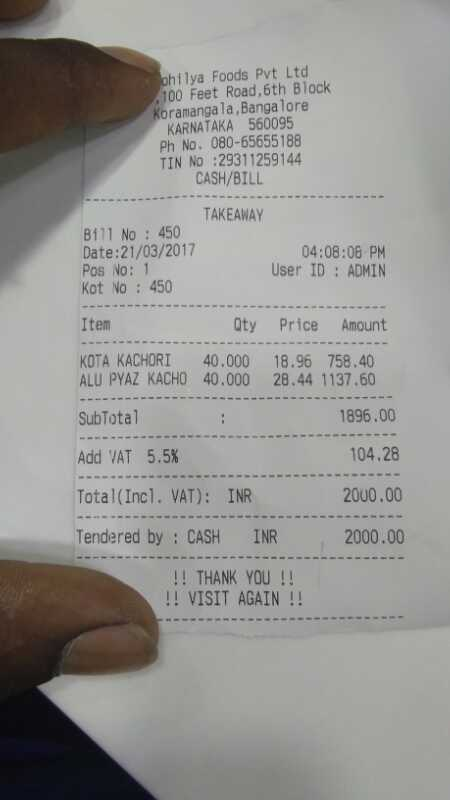 Foods Pvt Ltd
100 Feet Road,6th Block
Koramangala,Bangalore
KARNATAKA 560095
Ph No. 080-65655188
TIN No :29311259144
CASH/BILL
TAKEAWAY
Bill No : 450
Date:21/03/2017 04:08:08 PM
Pos No: 1 User ID : ADMIN
Kot No : 450
Item Qty Price Amount
KOTA KACHORI 40.000 18.96 758.40
ALU PYAZ KACHO 40.000 28.44 1137.60
SubTotal : 1896.00
Add VAT 5.5% 104.28
Total(Incl. VAT): INR 2000.00
Tendered by : CASH INR 2000.00
!! THANK YOU !!
!! VISIT AGAIN !!